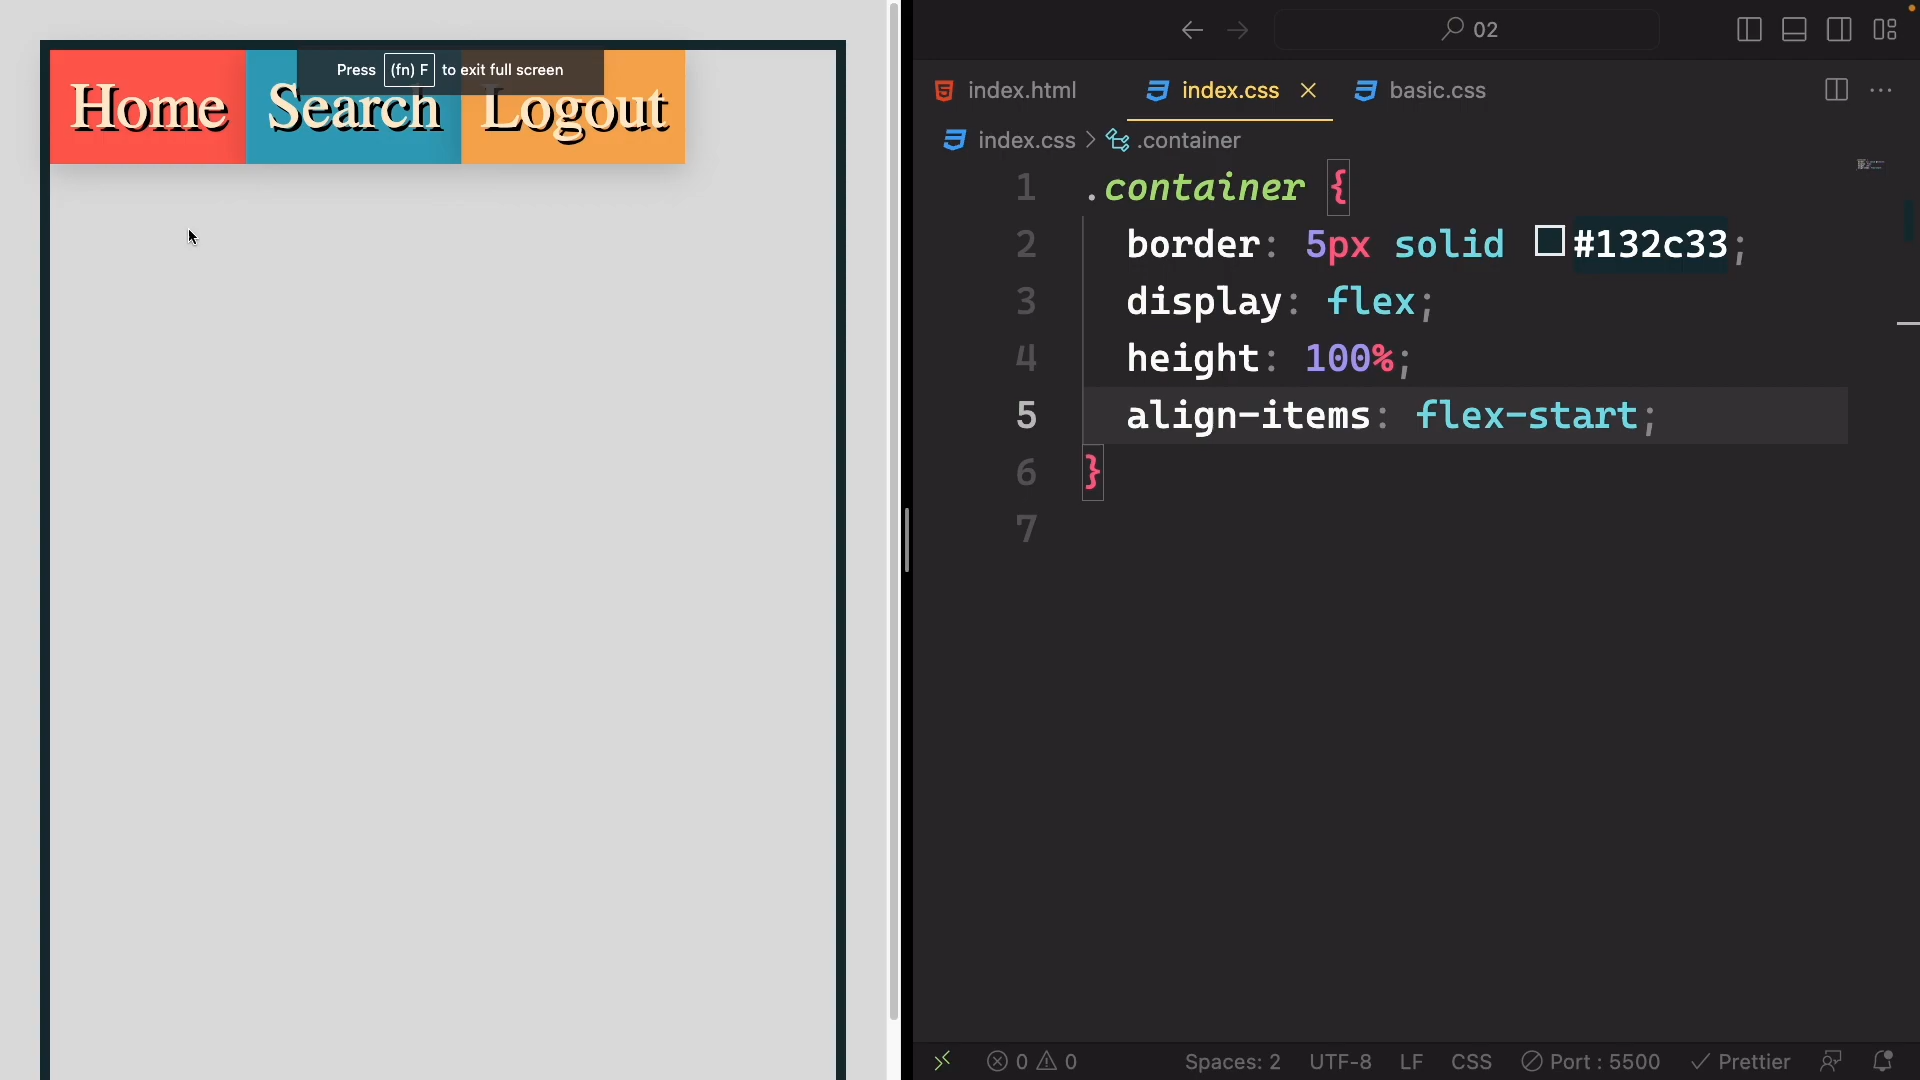 Press (fn) F to exit full screen
Home Search Logout
02
index.html index.css basic.css
index.css > .container
1 .container {
2 border: 5px solid #132c33;
3 display: flex;
4 height: 100%;
5 align-items: flex-start;
6 }
7
0 0 Spaces: 2 UTF-8 LF CSS Port : 5500 Prettier